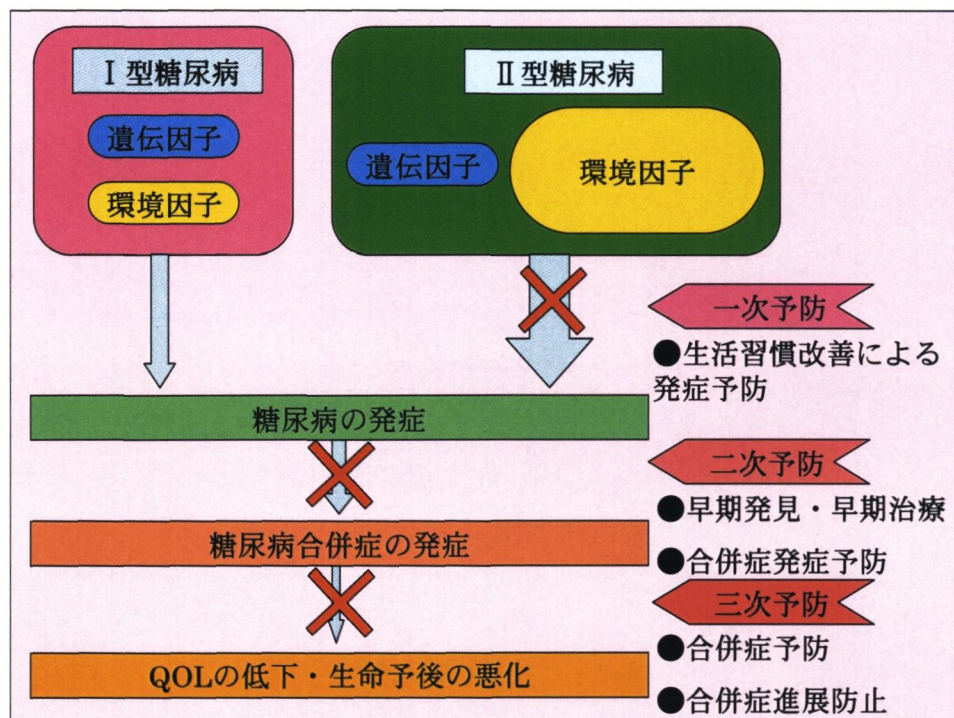 Ⅰ型糖尿病
遺伝因子
環境因子
Ⅱ型糖尿病
遺伝因子
環境因子
一次予防
●生活習慣改善による
発症予防
糖尿病の発症
二次予防
●早期発見・早期治療
糖尿病合併症の発症
●合併症発症予防
三次予防
●合併症予防
QOLの低下・生命予後の悪化
●合併症進展防止